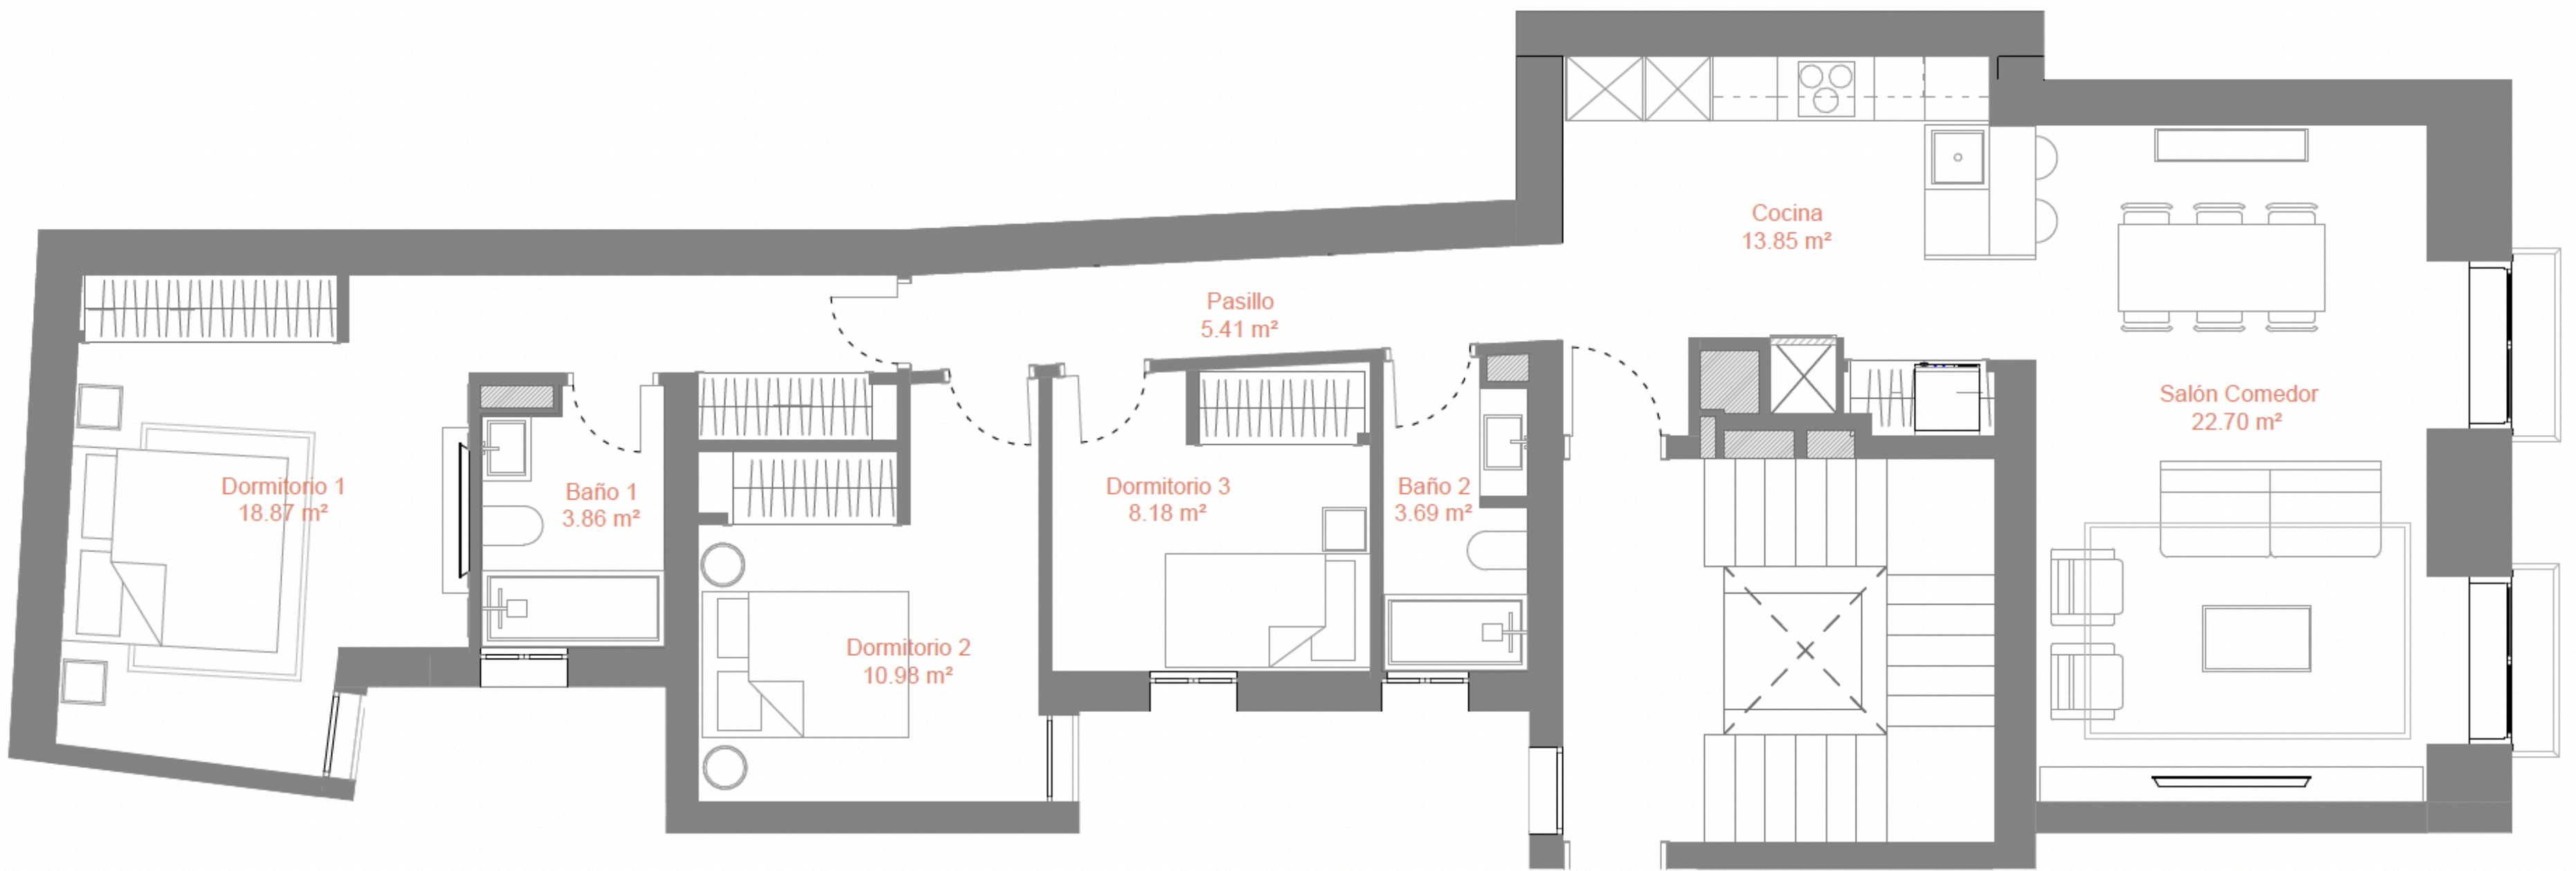 Cocina
13.85 m²
Pasillo
5.41 m²
Salón Comedor
22.70 m²
Dormitorio 1
18.87 m²
Baño 1
3.86 m²
Dormitorio 3
8.18 m²
Baño 2
3.69 m²
Dormitorio 2
10.98 m²